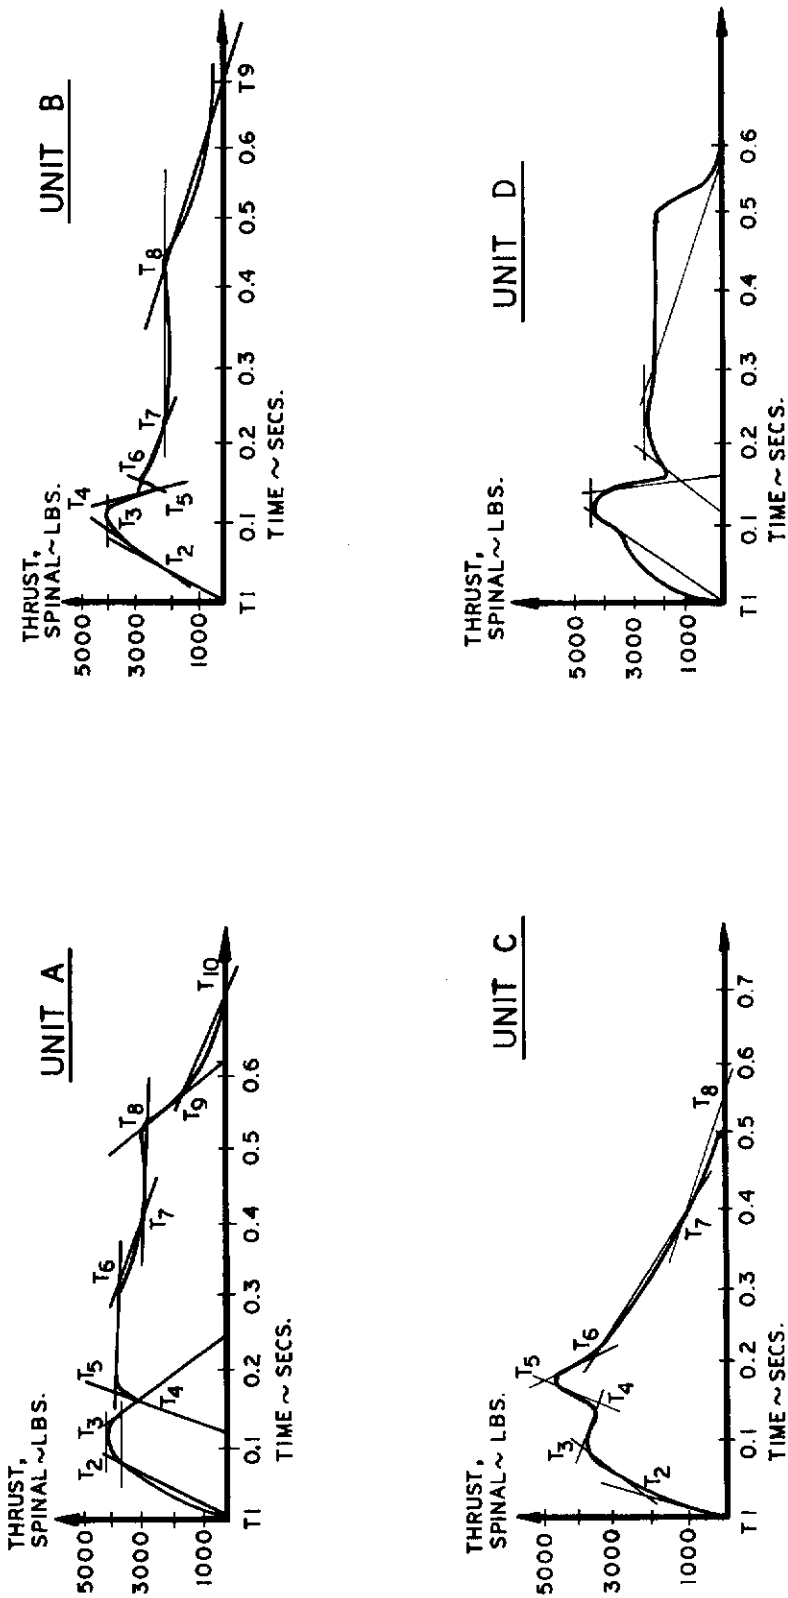 UNIT A
THRUST,
SPINAL~LBS.
5000
3000
1000
T1 0.1 0.2 0.3 0.4 0.5 0.6
T2 T3 T4 T5 T6 T7 T8 T9 T10
TIME ~ SECS.
UNIT B
THRUST,
SPINAL~LBS.
5000
3000
1000
T1 0.1 0.2 0.3 0.4 0.5 0.6 T9
T2 T3 T4 T5 T6 T7 T8
TIME ~ SECS.
UNIT C
THRUST,
SPINAL~LBS.
5000
3000
1000
T1 0.1 0.2 0.3 0.4 0.5 0.6 0.7
T2 T3 T4 T5 T6 T7 T8
TIME ~ SECS.
UNIT D
THRUST,
SPINAL~LBS.
5000
3000
1000
T1 0.1 0.2 0.3 0.4 0.5 0.6
TIME ~ SECS.